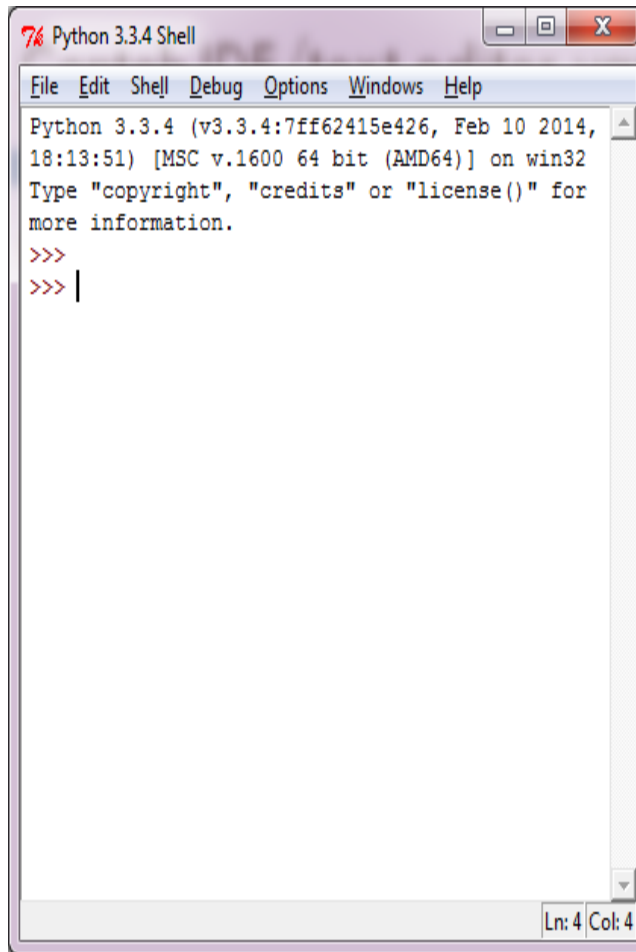 Python 3.3.4 Shell
File Edit Shell Debug Options Windows Help
Python 3.3.4 (v3.3.4:7ff62415e426, Feb 10 2014,
18:13:51) [MSC v.1600 64 bit (AMD64)] on win32
Type "copyright", "credits" or "license()" for
more information.
>>>
>>>
Ln: 4 Col: 4